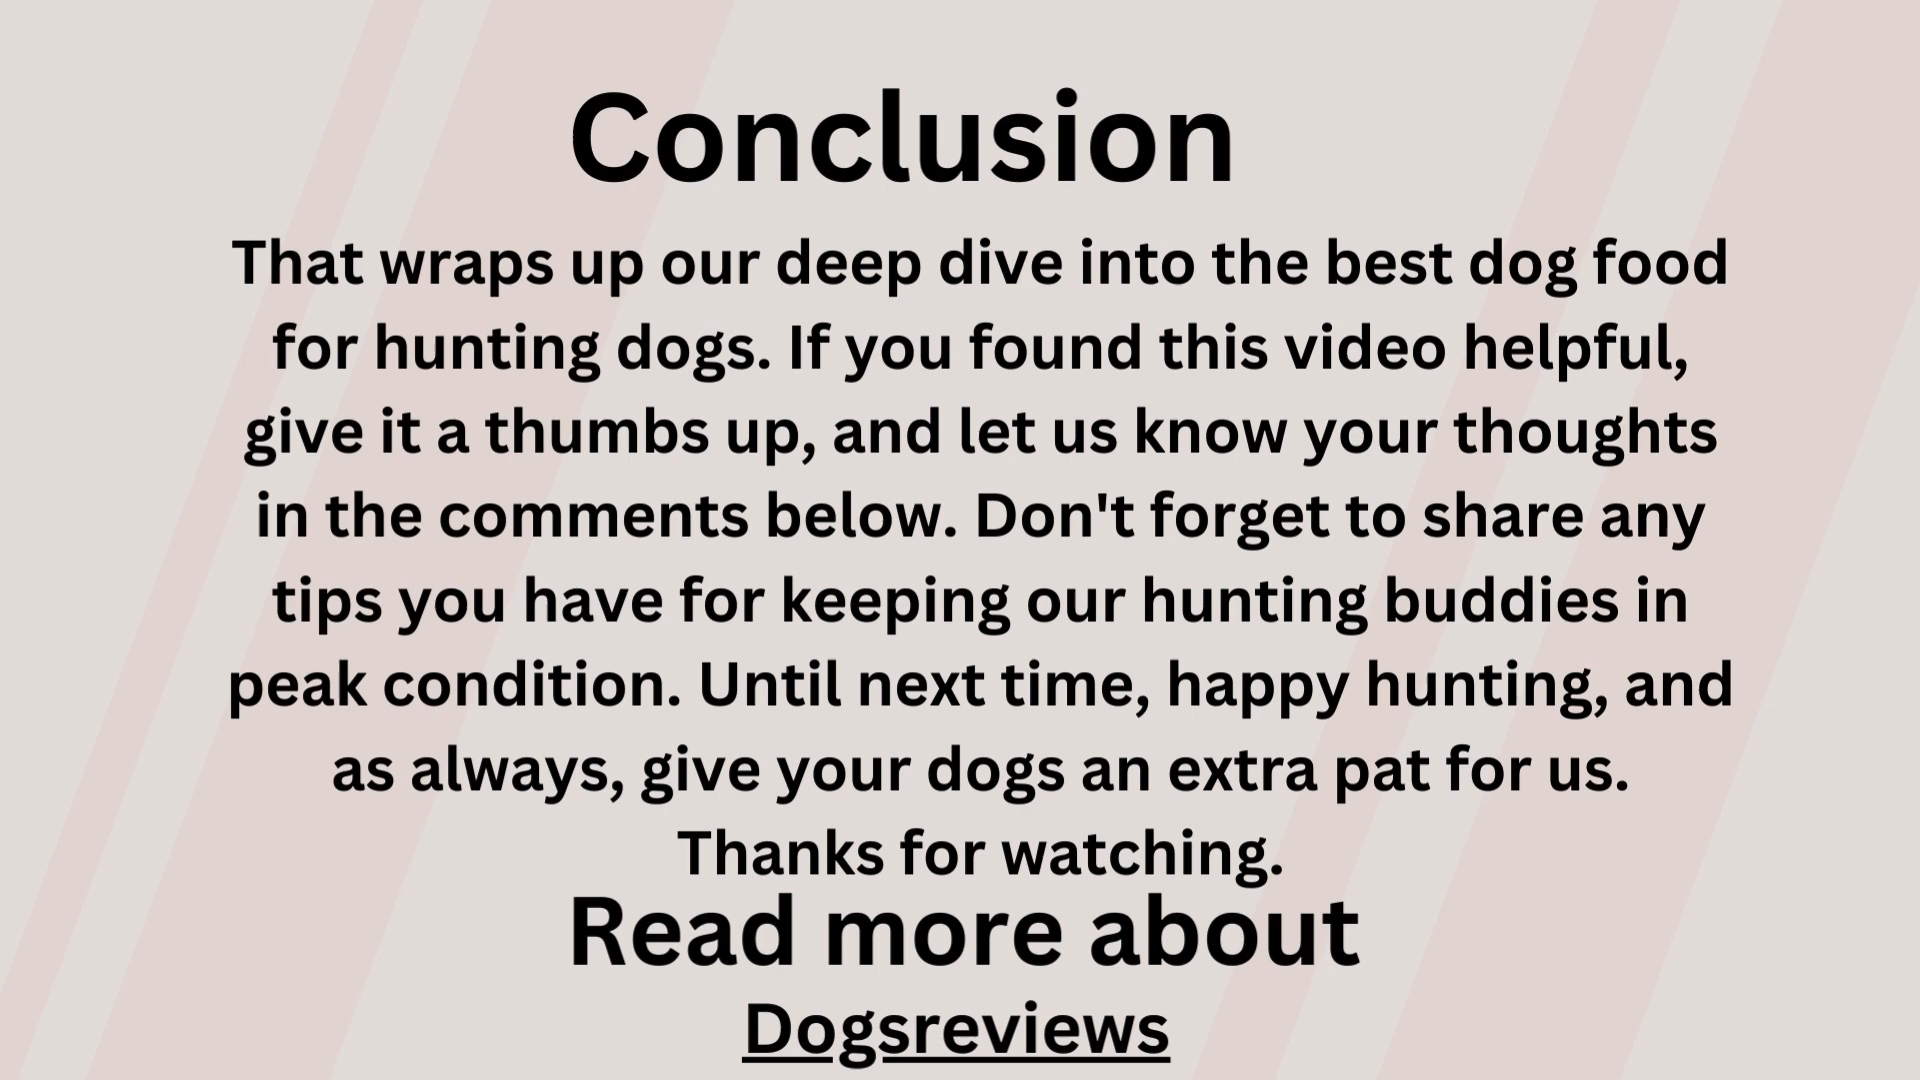 Conclusion
That wraps up our deep dive into the best dog food
for hunting dogs. If you found this video helpful,
give it a thumbs up, and let us know your thoughts
in the comments below. Don't forget to share any
tips you have for keeping our hunting buddies in
peak condition. Until next time, happy hunting, and
as always, give your dogs an extra pat for us.
Thanks for watching.
Read more about
Dogsreviews